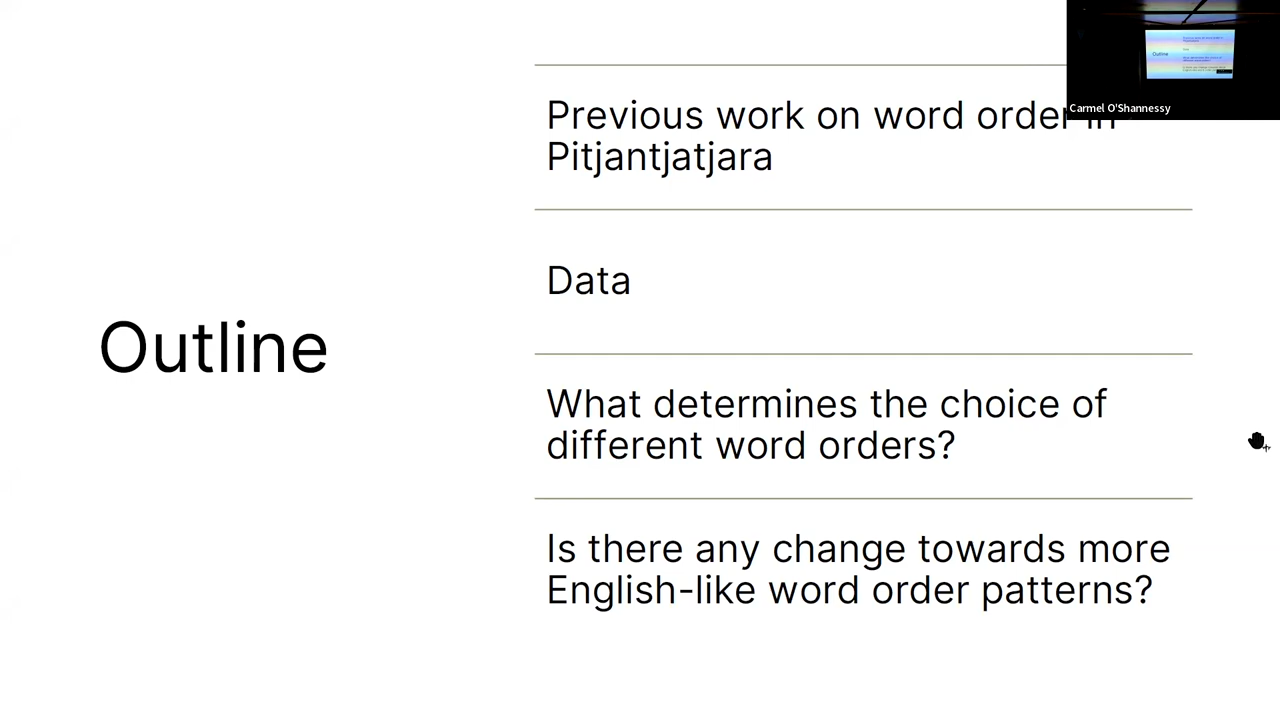 Outline
Previous work on word order in
Pitjantjatjara
Data
What determines the choice of
different word orders?
Is there any change towards more
English-like word order patterns?
Carmel O'Shannessy